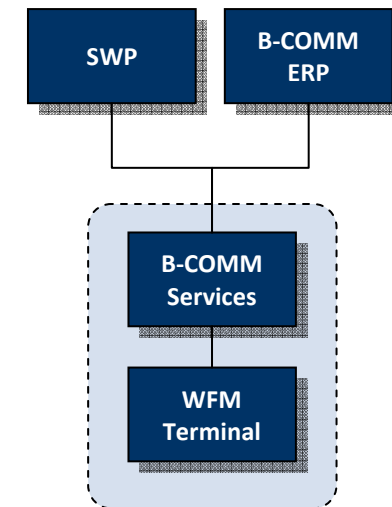 SWP
B-COMM
ERP
B-COMM
Services
WFM
Terminal